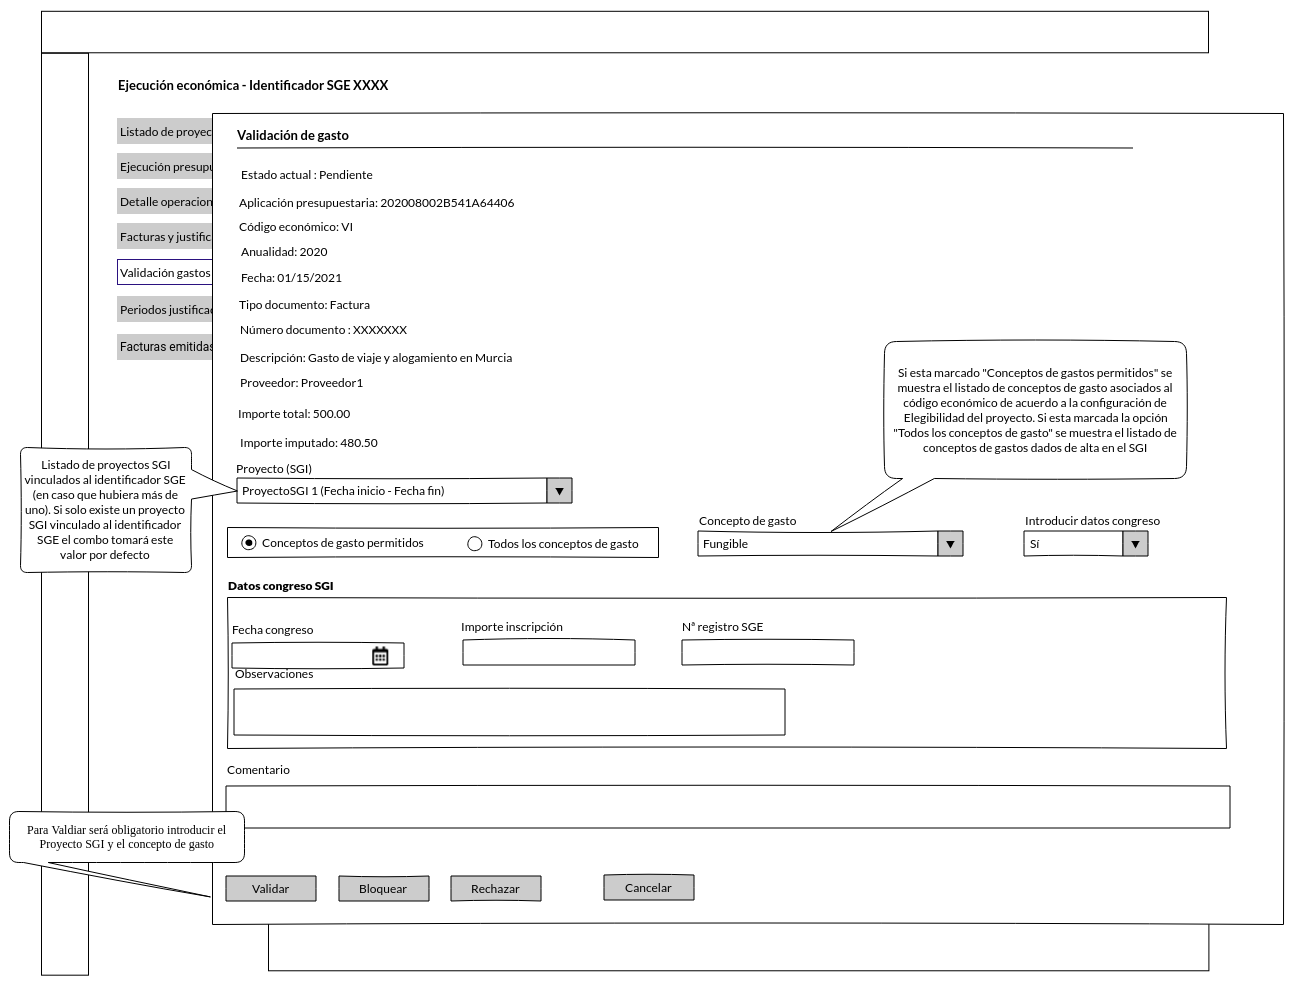 Ejecución económica - Identificador SGE XXXX
Listado de proyec
Ejecución presupu
Detalle operacion
Facturas y justific
Validación gastos
Periodos justificac
Facturas emitidas
Validación de gasto
Estado actual : Pendiente
Aplicación presupuestaria: 202008002B541A64406
Código económico: VI
Anualidad: 2020
Fecha: 01/15/2021
Tipo documento: Factura
Número documento : XXXXXXX
Descripción: Gasto de viaje y alogamiento en Murcia
Proveedor: Proveedor1
Importe total: 500.00
Importe imputado: 480.50
Proyecto (SGI)
ProyectoSGI 1 (Fecha inicio - Fecha fin)
Listado de proyectos SGI
vinculados al identificador SGE
(en caso que hubiera más de
uno). Si solo existe un proyecto
SGI vinculado al identificador
SGE el combo tomará este
valor por defecto
Si esta marcado "Conceptos de gastos permitidos" se
muestra el listado de conceptos de gasto asociados al
código económico de acuerdo a la configuración de
Elegibilidad del proyecto. Si esta marcada la opción
"Todos los conceptos de gasto" se muestra el listado de
conceptos de gastos dados de alta en el SGI
Conceptos de gasto permitidos
Todos los conceptos de gasto
Concepto de gasto
Fungible
Introducir datos congreso
Sí
Datos congreso SGI
Fecha congreso
Importe inscripción
Nª registro SGE
Observaciones
Comentario
Para Valdiar será obligatorio introducir el
Proyecto SGI y el concepto de gasto
Validar
Bloquear
Rechazar
Cancelar